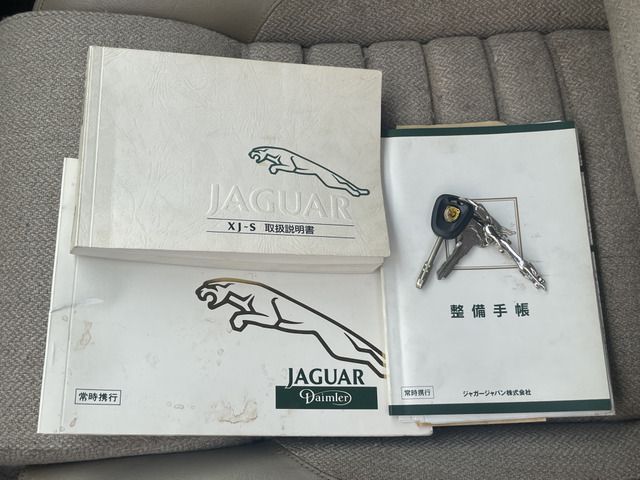 JAGUAR
XJ-S 取扱説明書
JAGUAR
Daimler
常時携行
整備手帳
常時携行
ジャガージャパン株式会社